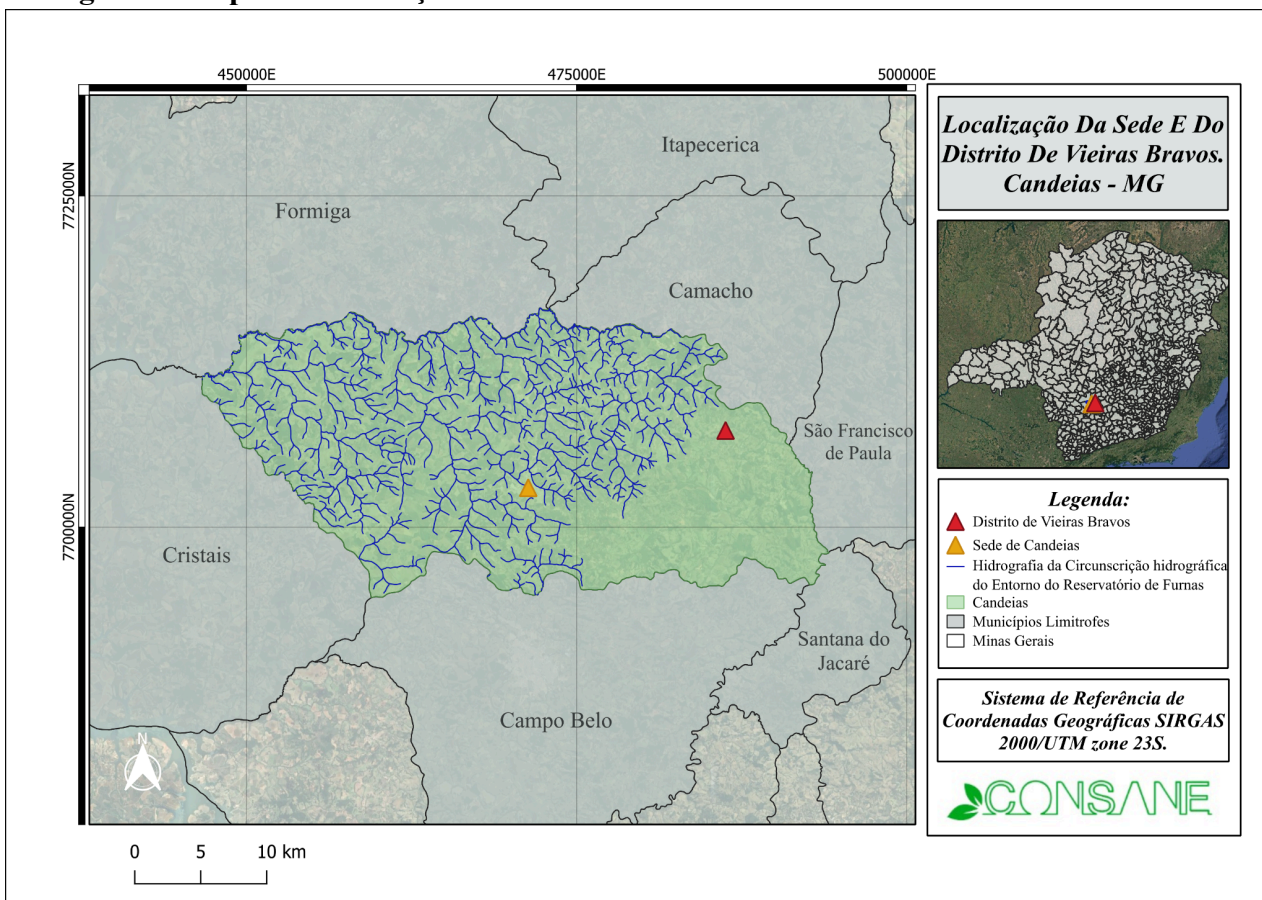 450000E
475000E
500000E
7725000N
7700000N
Itapecerica
Formiga
Camacho
São Francisco
de Paula
Cristais
Santana do
Jacaré
Campo Belo
N
0 5 10 km
Localização Da Sede E Do
Distrito De Vieiras Bravos.
Candeias - MG
Legenda:
Distrito de Vieiras Bravos
Sede de Candeias
Hidrografia da Circunscrição hidrográfica
do Entorno do Reservatório de Furnas
Candeias
Municípios Limitrofes
Minas Gerais
Sistema de Referência de
Coordenadas Geográficas SIRGAS
2000/UTM zone 23S.
CONSANE